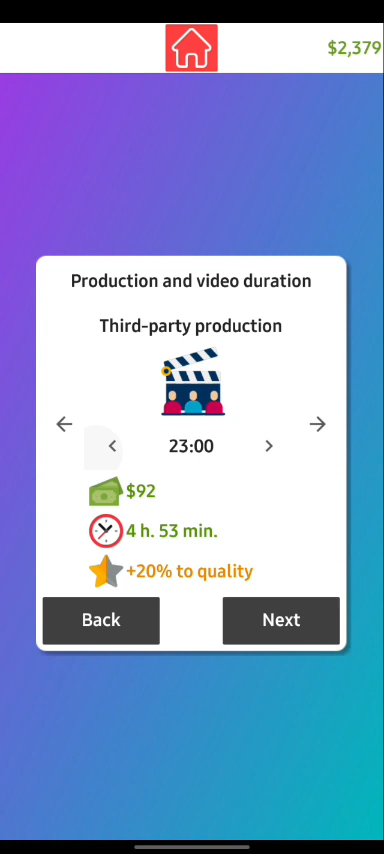 $2,379
Production and video duration
Third-party production
23:00
$92
4 h. 53 min.
+20% to quality
Back
Next